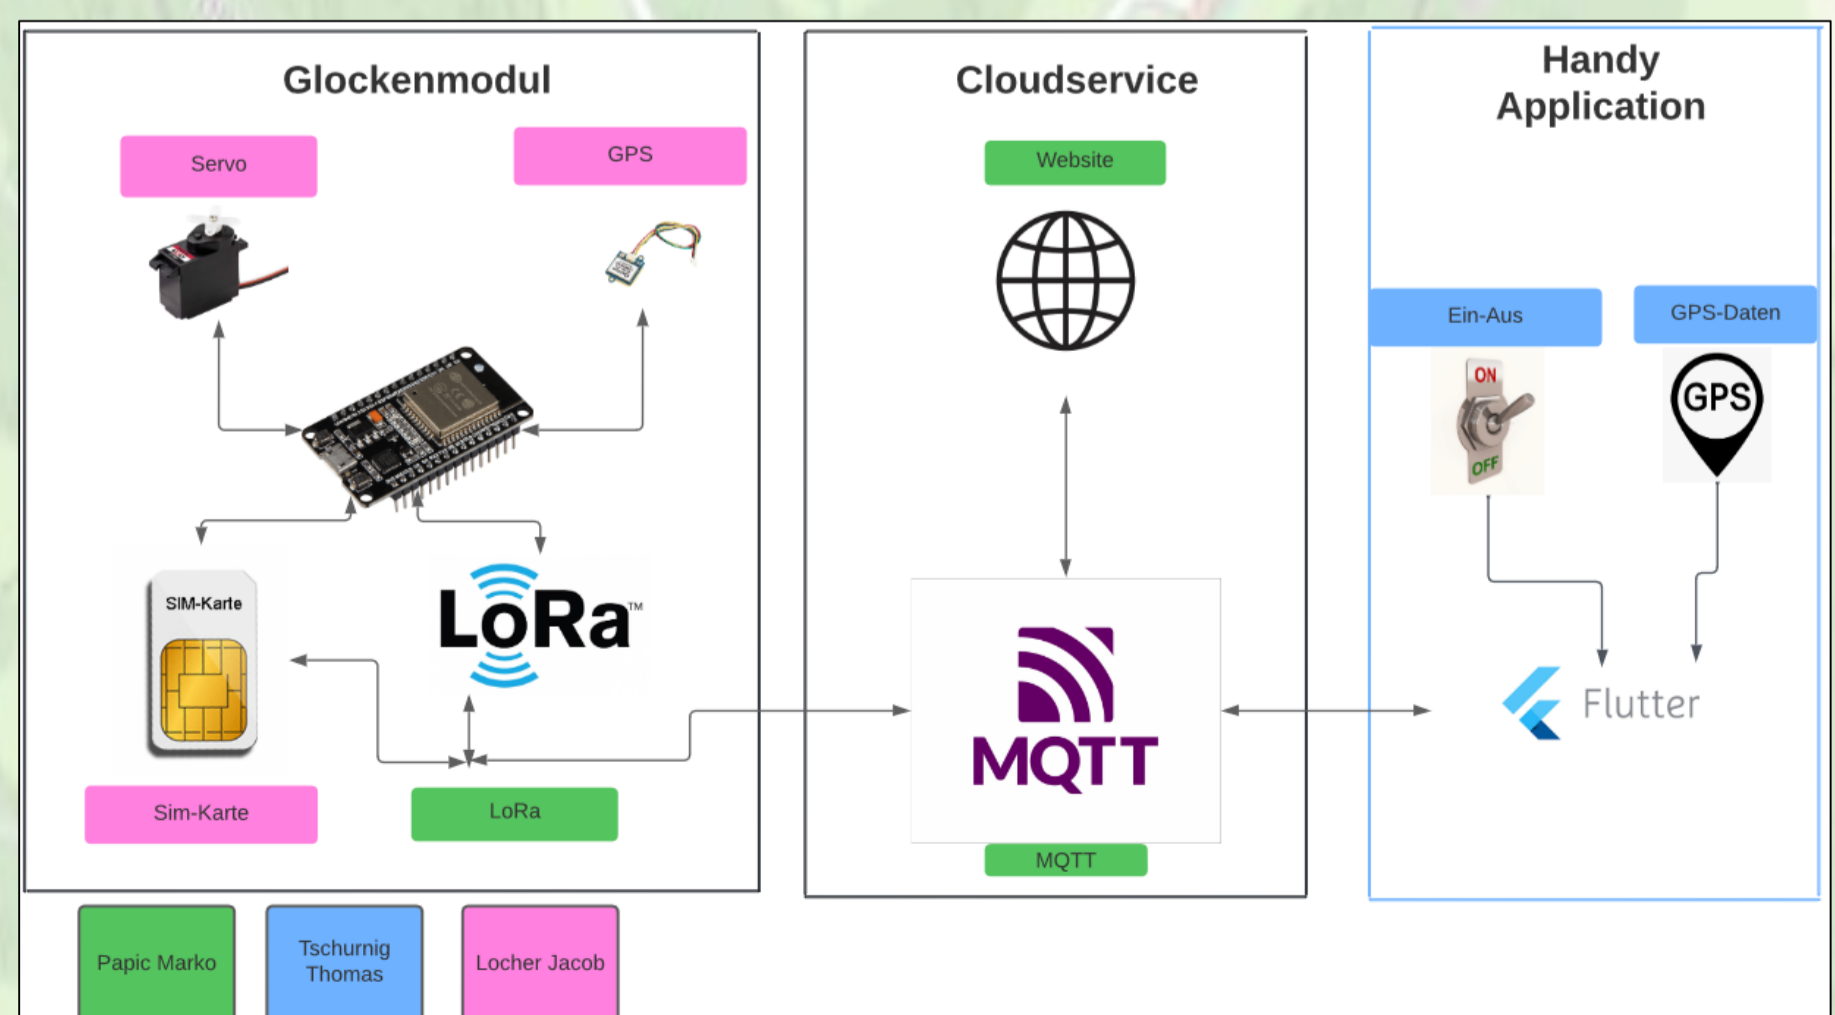 Glockenmodul
Servo
GPS
SIM-Karte
LoRa™
Sim-Karte
LoRa
Cloudservice
Website
MQTT
MQTT
Handy
Application
Ein-Aus
GPS-Daten
ON
OFF
GPS
Flutter
Papic Marko
Tschurnig
Thomas
Locher Jacob